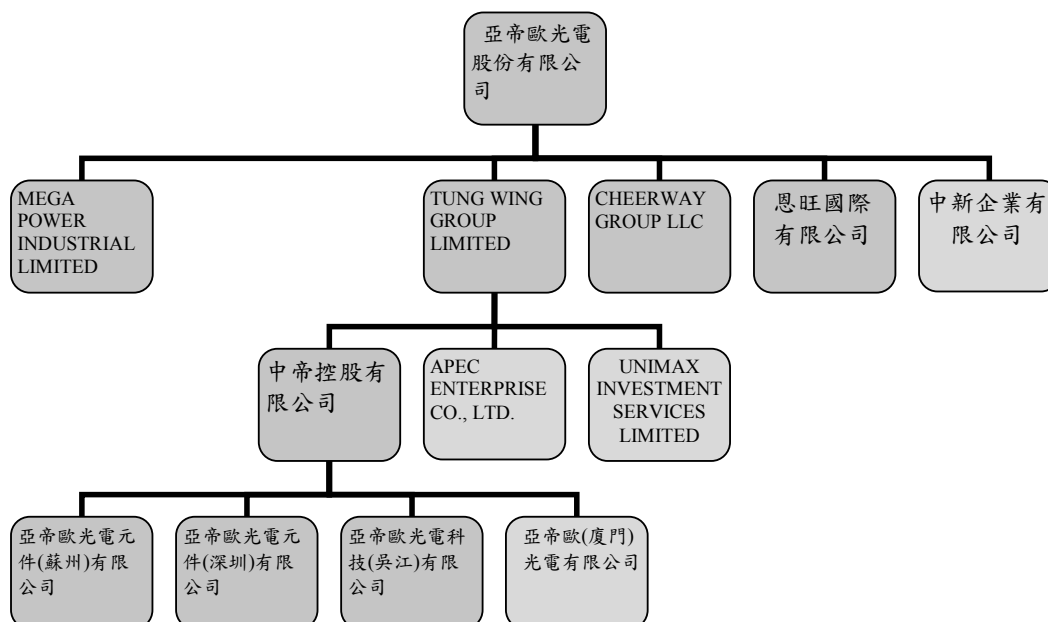 亞帝歐光電
股份有限公
司
MEGA
POWER
INDUSTRIAL
LIMITED
TUNG WING
GROUP
LIMITED
CHEERWAY
GROUP LLC
恩旺國際
有限公司
中新企業有
限公司
中帝控股有
限公司
APEC
ENTERPRISE
CO., LTD.
UNIMAX
INVESTMENT
SERVICES
LIMITED
亞帝歐光電元
件(蘇州)有限
公司
亞帝歐光電元
件(深圳)有限
公司
亞帝歐光電科
技(吳江)有限
公司
亞帝歐(廈門)
光電有限公司